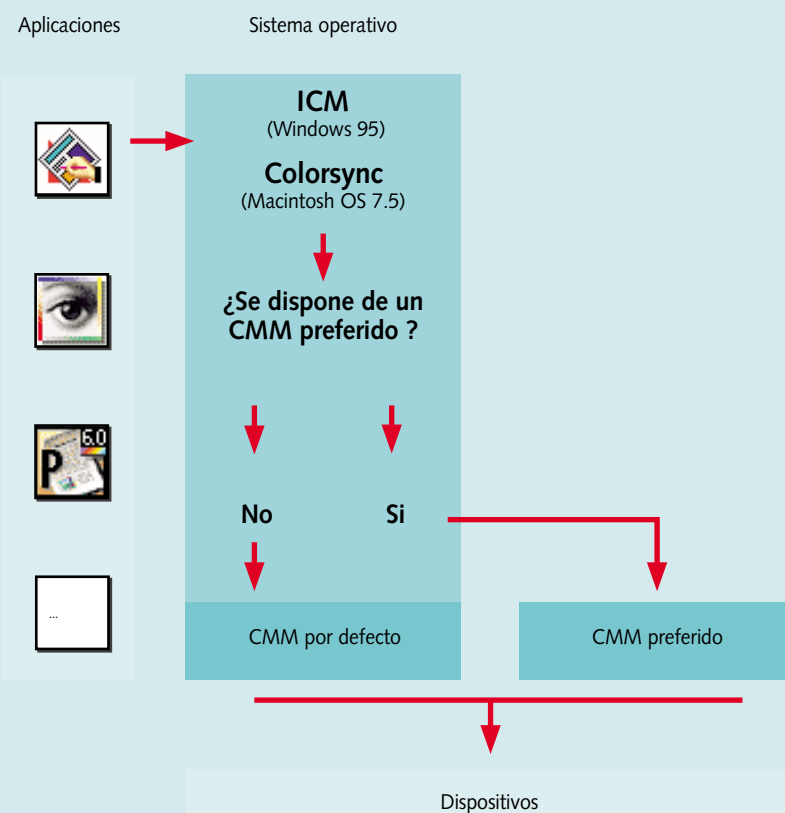 Aplicaciones
Sistema operativo
ICM
(Windows 95)
Colorsync
(Macintosh OS 7.5)
¿Se dispone de un
CMM preferido ?
6.0
P
No
Si
...
CMM por defecto
CMM preferido
Dispositivos